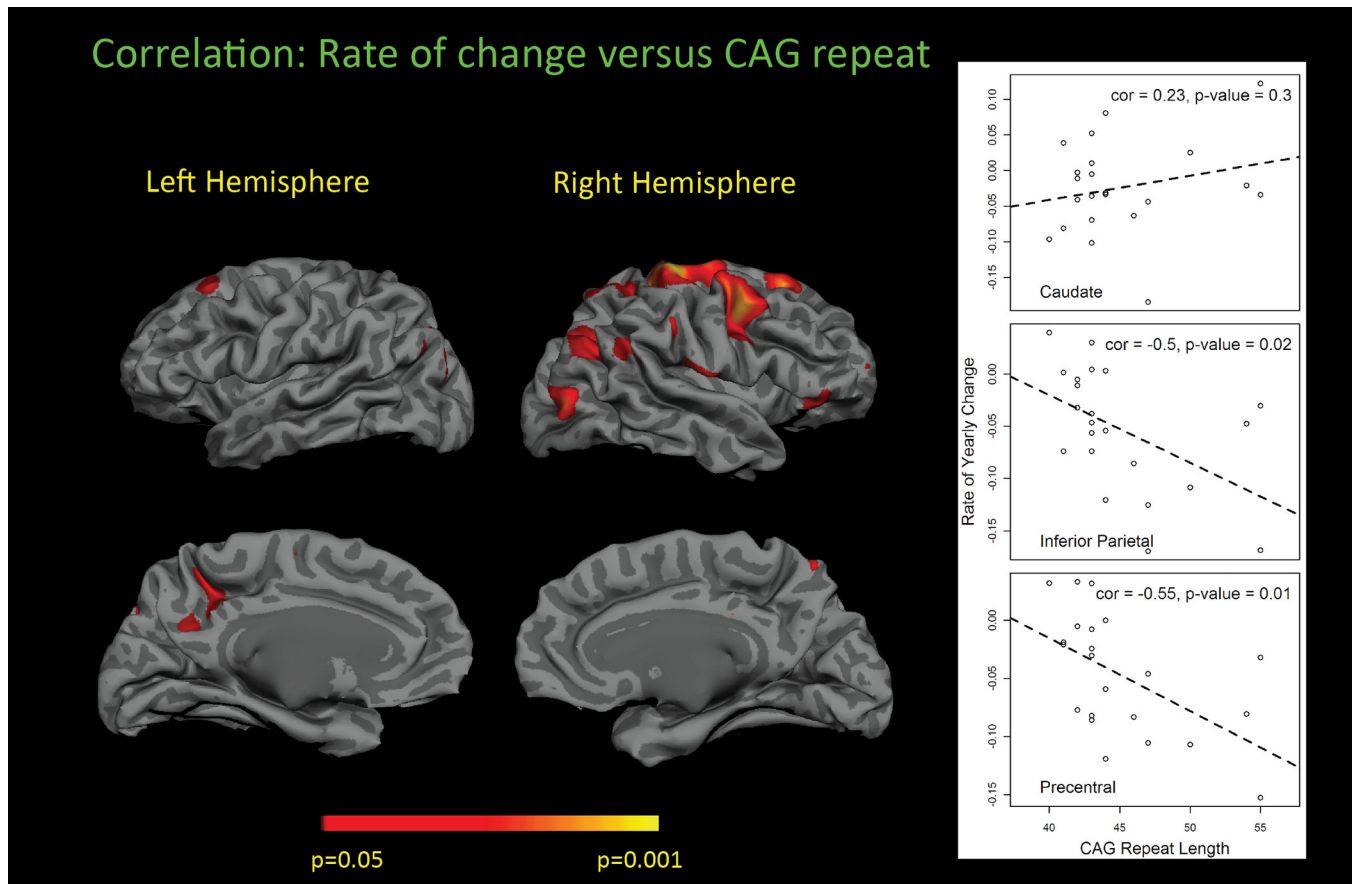 Correlation: Rate of change versus CAG repeat
Left Hemisphere
Right Hemisphere
p=0.05
p=0.001
cor = 0.23, p-value = 0.3
0.10
0.05
0.00
-0.05
-0.10
-0.15
Caudate
cor = -0.5, p-value = 0.02
0.00
-0.05
-0.10
-0.15
Inferior Parietal
Rate of Yearly Change
cor = -0.55, p-value = 0.01
0.00
-0.05
-0.10
-0.15
Precentral
40 45 50 55
CAG Repeat Length